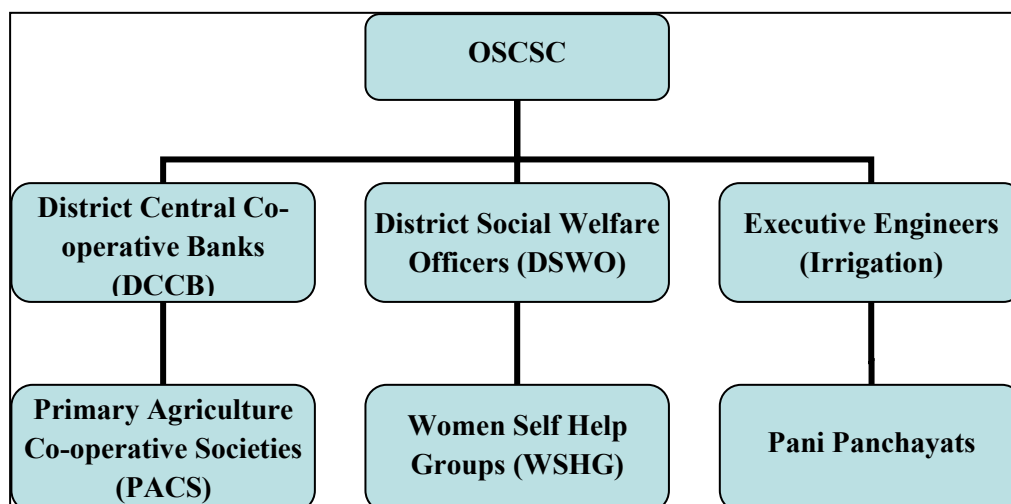 OSCSC
District Central Co-
operative Banks
(DCCB)
District Social Welfare
Officers (DSWO)
Executive Engineers
(Irrigation)
Primary Agriculture
Co-operative Societies
(PACS)
Women Self Help
Groups (WSHG)
Pani Panchayats